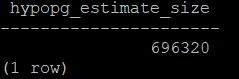 hypopg_estimate_size
----------------------
696320
(1 row)